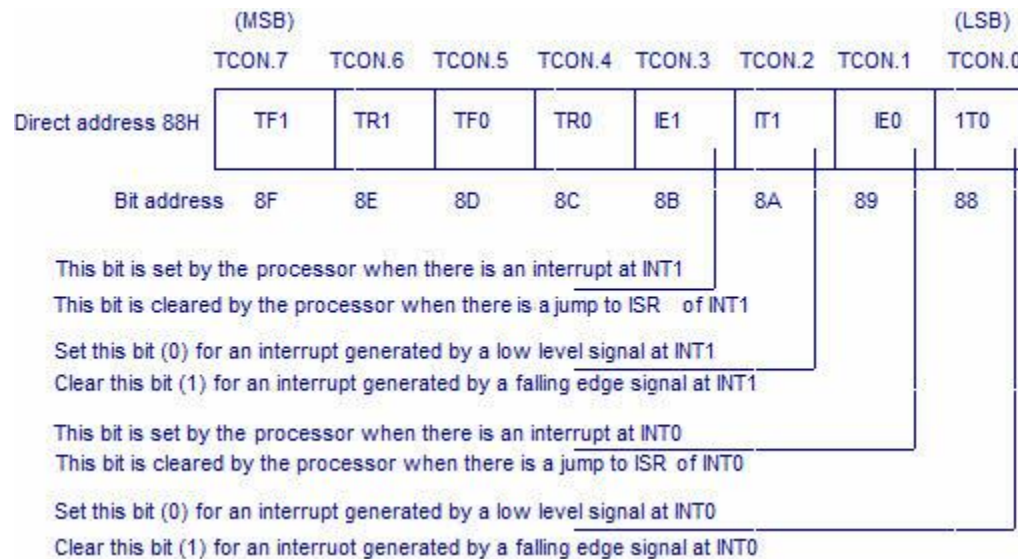 (MSB) (LSB)
TCON.7 TCON.6 TCON.5 TCON.4 TCON.3 TCON.2 TCON.1 TCON.0
Direct address 88H TF1 TR1 TF0 TR0 IE1 IT1 IE0 1T0
Bit address 8F 8E 8D 8C 8B 8A 89 88
This bit is set by the processor when there is an interrupt at INT1
This bit is cleared by the processor when there is a jump to ISR of INT1
Set this bit (0) for an interrupt generated by a low level signal at INT1
Clear this bit (1) for an interrupt generated by a falling edge signal at INT1
This bit is set by the processor when there is an interrupt at INT0
This bit is cleared by the processor when there is a jump to ISR of INT0
Set this bit (0) for an interrupt generated by a low level signal at INT0
Clear this bit (1) for an interruot generated by a falling edge signal at INT0